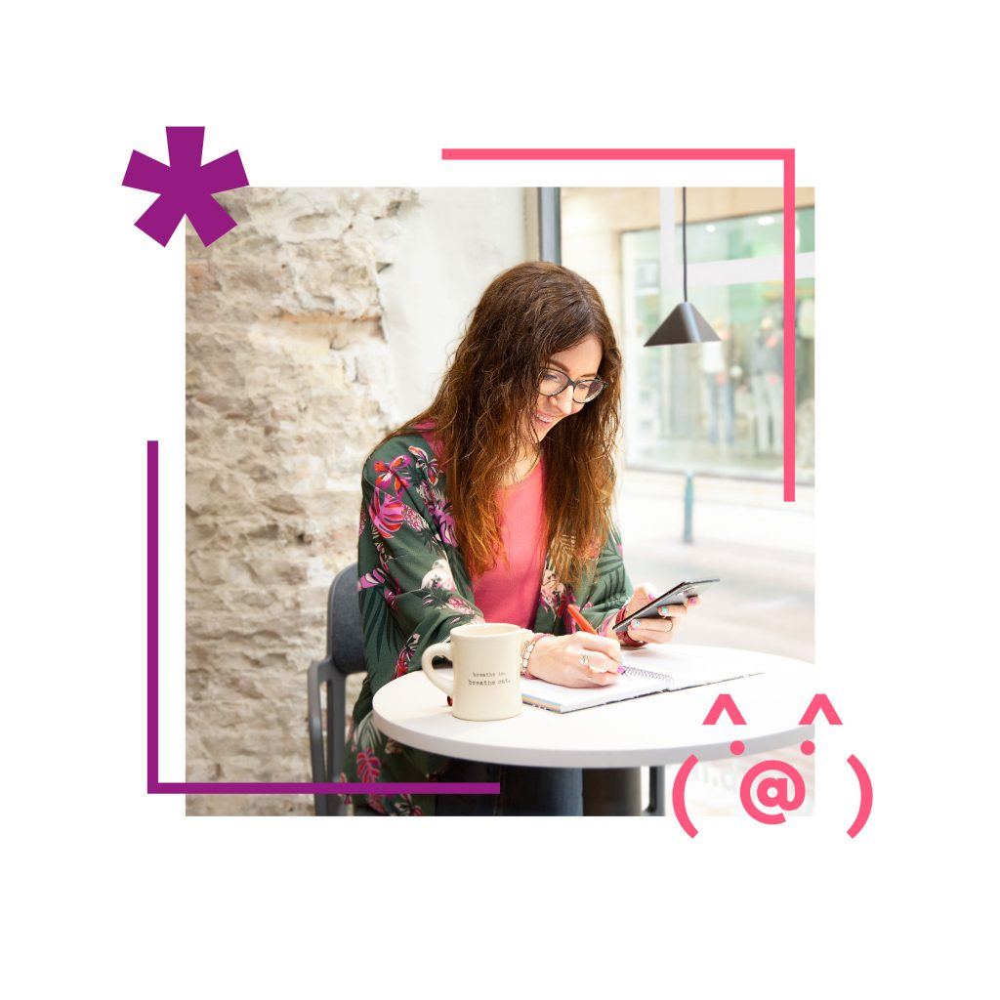 breathe in.
breathe out.
*
^ ^
. .
( @ )